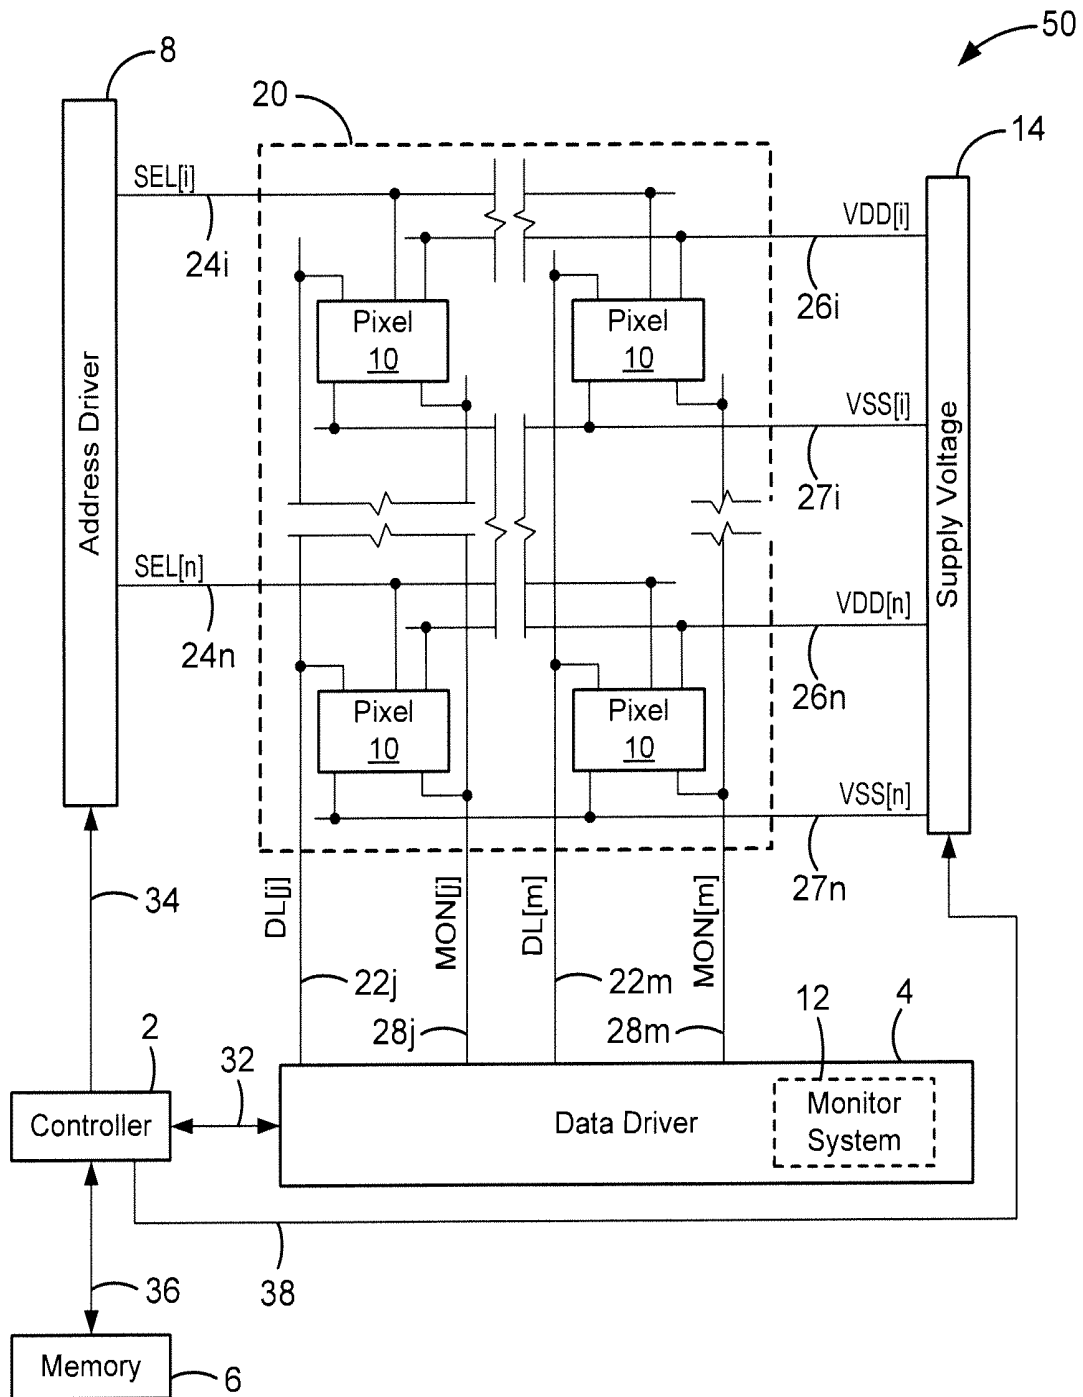 50
8
20
14
SEL[i]
VDD[i]
24i
26i
Pixel
10
Pixel
10
Address Driver
Supply Voltage
VSS[i]
27i
SEL[n]
VDD[n]
24n
26n
Pixel
10
Pixel
10
VSS[n]
27n
34
DL[j]
MON[j]
DL[m]
MON[m]
22j
22m
28j
28m
12
4
2
32
Controller
Data Driver
Monitor
System
38
36
Memory
6